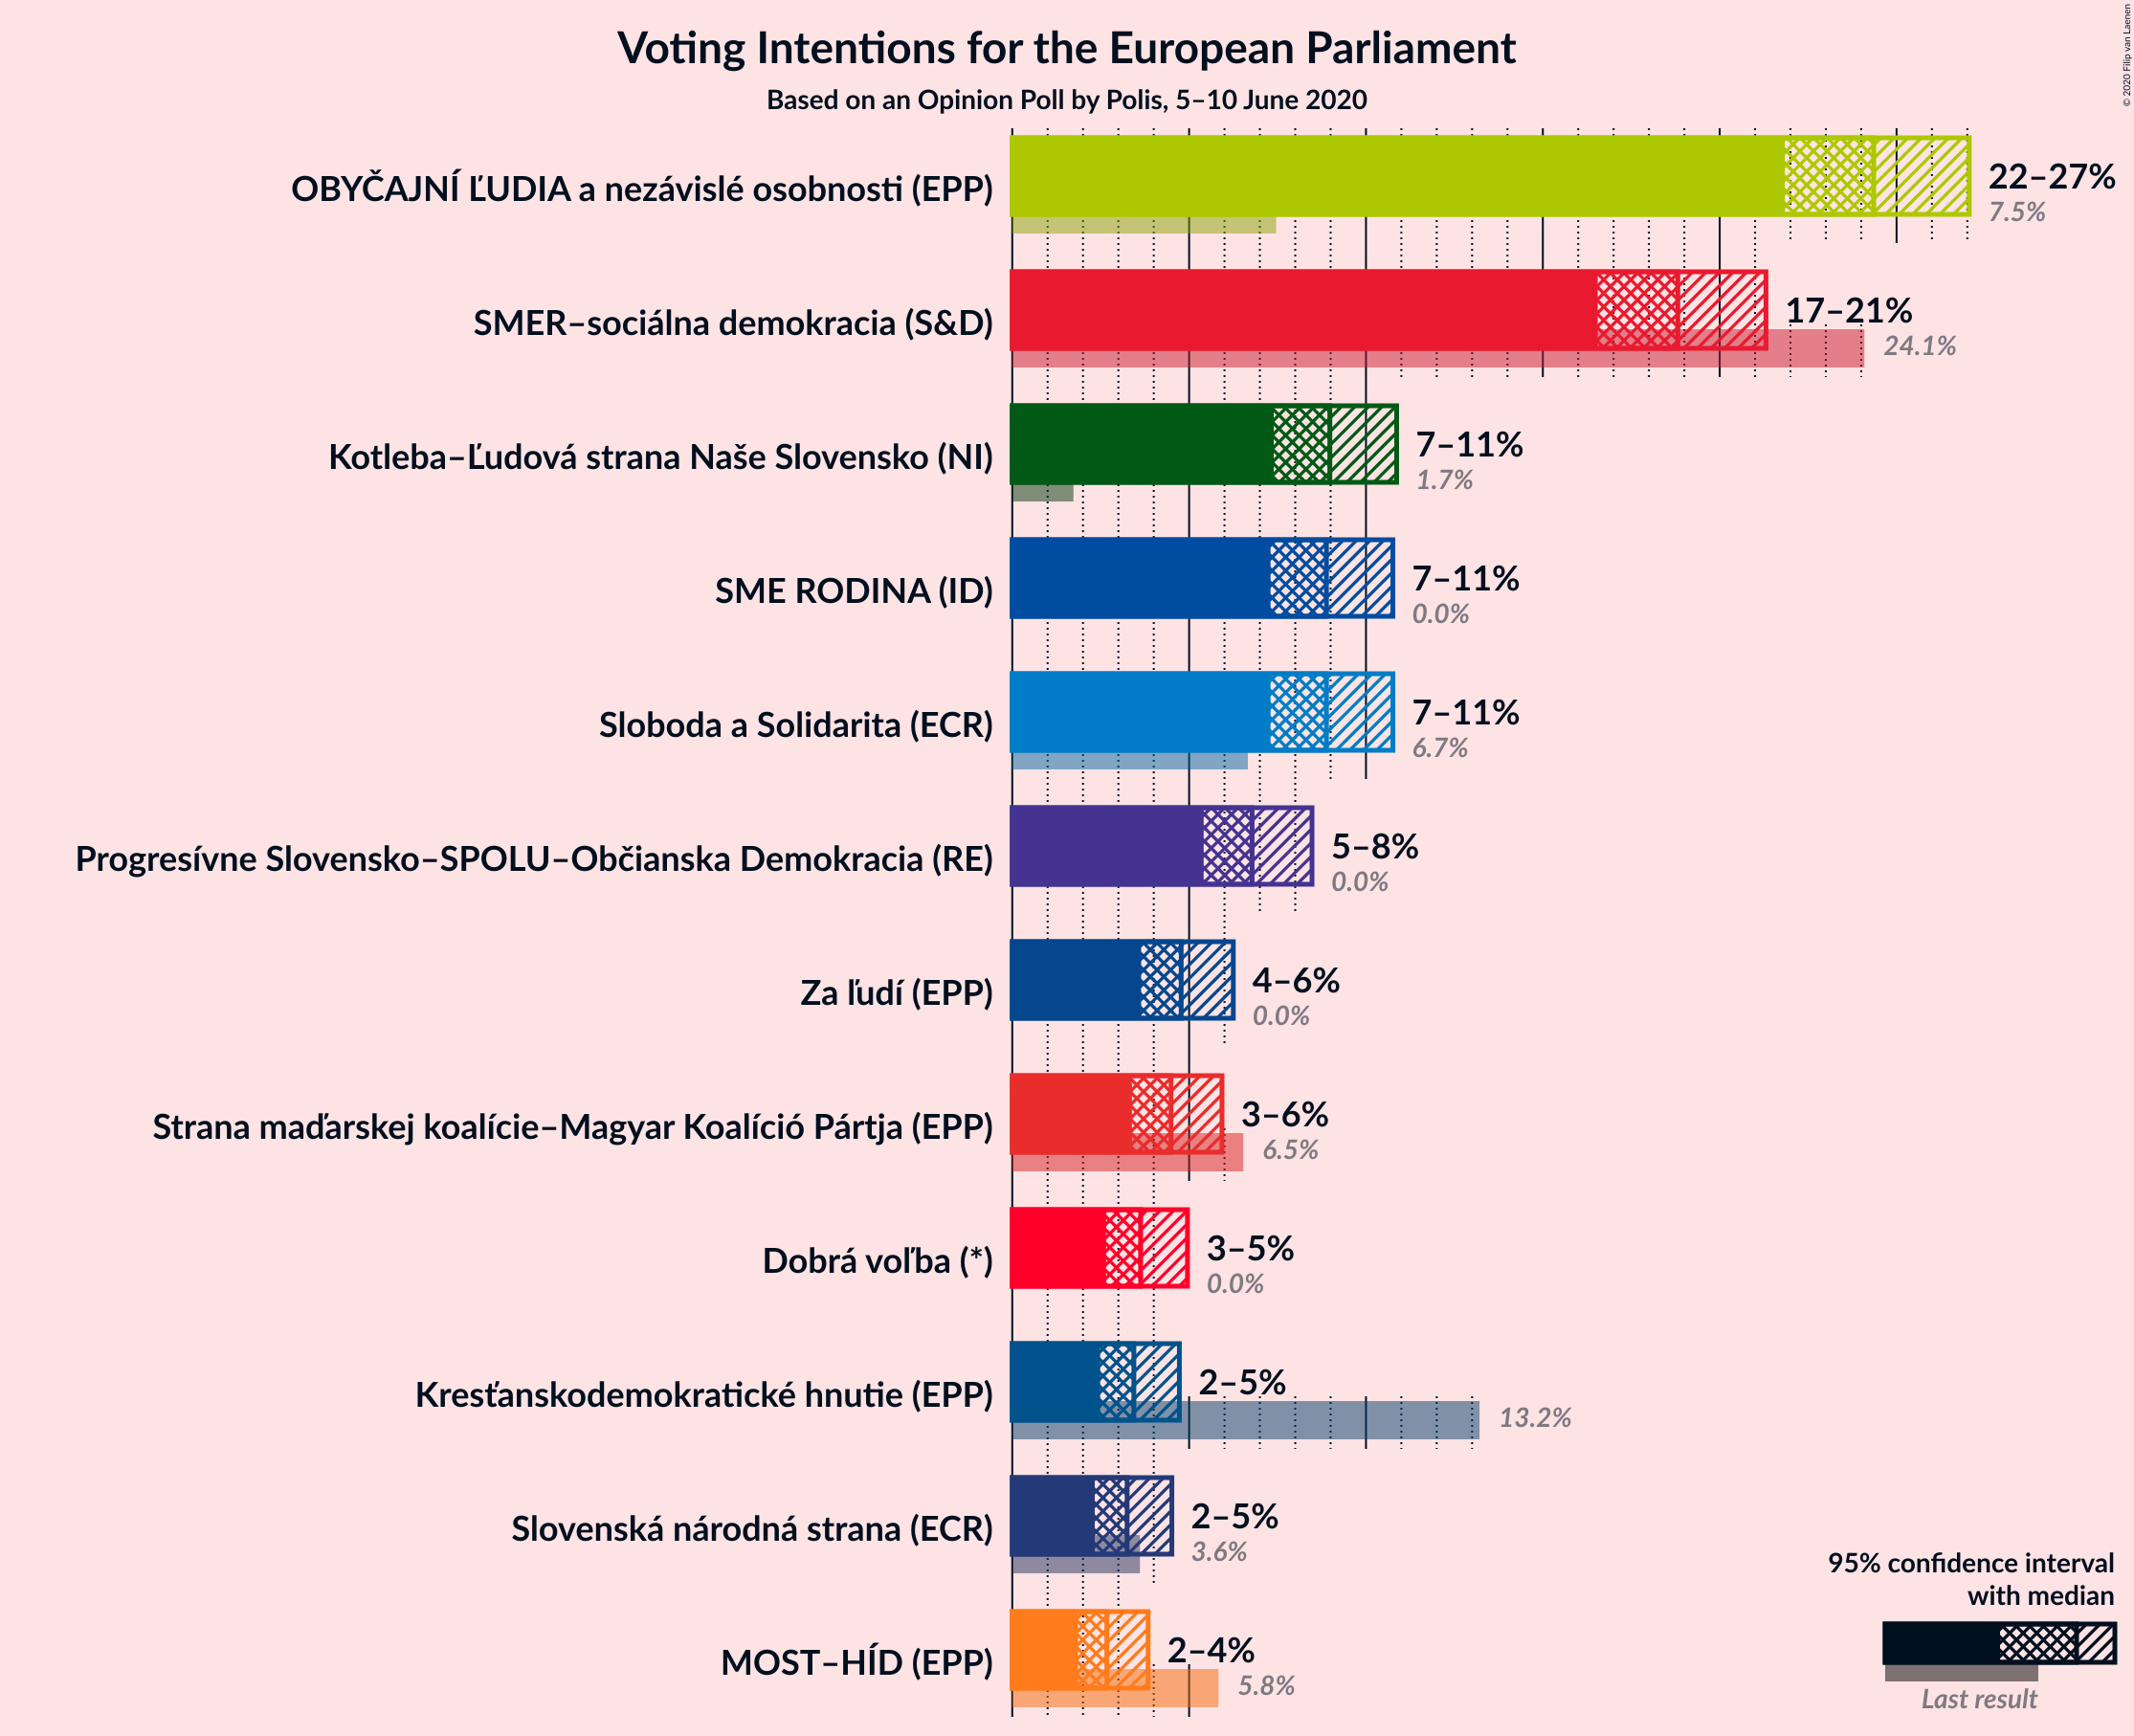 © 2020 Filip van Laenen
Voting Intentions for the European Parliament
Based on an Opinion Poll by Polis, 5–10 June 2020
OBYČAJNÍ ĽUDIA a nezávislé osobnosti (EPP)
22–27%
7.5%
SMER–sociálna demokracia (S&D)
17–21%
24.1%
Kotleba–Ľudová strana Naše Slovensko (NI)
7–11%
1.7%
SME RODINA (ID)
7–11%
0.0%
Sloboda a Solidarita (ECR)
7–11%
6.7%
Progresívne Slovensko–SPOLU–Občianska Demokracia (RE)
5–8%
0.0%
Za ľudí (EPP)
4–6%
0.0%
Strana maďarskej koalície–Magyar Koalíció Pártja (EPP)
3–6%
6.5%
Dobrá voľba (*)
3–5%
0.0%
Kresťanskodemokratické hnutie (EPP)
2–5%
13.2%
Slovenská národná strana (ECR)
2–5%
3.6%
MOST–HÍD (EPP)
2–4%
5.8%
95% confidence interval
with median
Last result